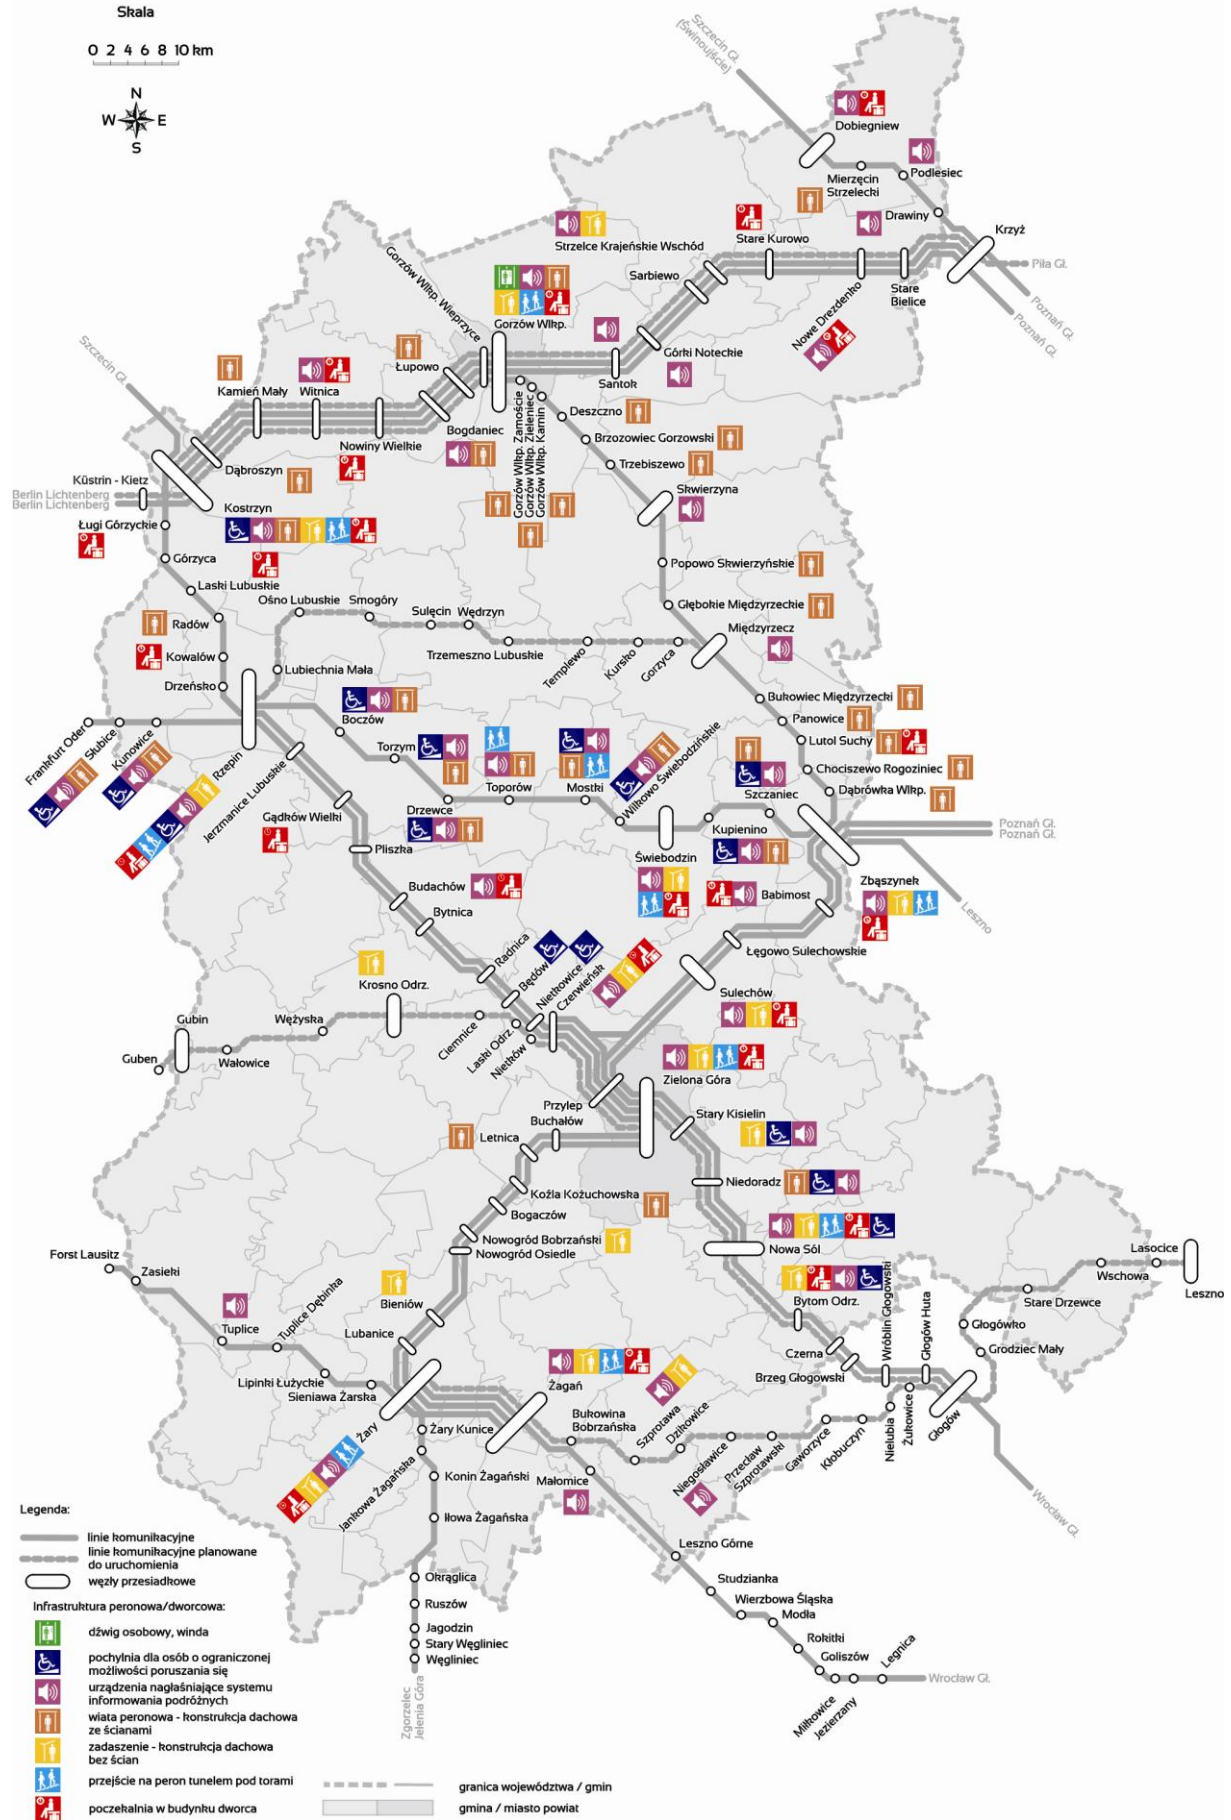 Skala
0 2 4 6 8 10 km
N
W E
S
Szczecin Gł.
(Świnoujście)
Dobiegniew
Mierzęcin
Strzelecki
Podlesiec
Drawiny
Krzyż
Piła Gł.
Poznań Gł.
Poznań Gł.
Strzelce Krajeńskie Wschód
Stare Kurowo
Sarbiewo
Nowe Drezdenko
Stare
Bielice
Gorzów Wlkp. Wieprzyce
Gorzów Wlkp.
Santok
Górki Noteckie
Szczecin Gł.
Kamień Mały
Witnica
Łupowo
Nowiny Wielkie
Bogdaniec
Gorzów Wlkp. Zamoście
Gorzów Wlkp. Zieleniec
Gorzów Wlkp. Karnin
Deszczno
Brzozowiec Gorzowski
Trzebiszewo
Skwierzyna
Dąbroszyn
Küstrin - Kietz
Berlin Lichtenberg
Berlin Lichtenberg
Kostrzyn
Ługi Górzyckie
Górzyca
Laski Lubuskie
Popowo Skwierzyńskie
Głębokie Międzyrzeckie
Ośno Lubuskie
Smogóry
Sulęcin
Wędrzyn
Radów
Kowalów
Drzeńsko
Trzemeszno Lubuskie
Templewo
Kursko
Gorzyca
Międzyrzecz
Lubiechnia Mała
Bukowiec Międzyrzecki
Panowice
Lutol Suchy
Chociszewo Rogoziniec
Dąbrówka Wlkp.
Frankfurt Oder
Słubice
Kunowice
Rzepin
Jerzmanice Lubuskie
Boczów
Torzym
Drzewce
Toporów
Mostki
Wilkowo Świebodzińskie
Świebodzin
Kupienino
Szczaniec
Poznań Gł.
Poznań Gł.
Leszno
Zbąszynek
Gądków Wielki
Pliszka
Budachów
Bytnica
Babimost
Łęgowo Sulechowskie
Radnica
Będów
Nietkowice
Czerwieńsk
Sulechów
Krosno Odrz.
Wężyska
Gubin
Guben
Wałowice
Ciemnice
Laski Odrz.
Nietków
Zielona Góra
Przylep
Buchałów
Letnica
Stary Kisielin
Niedoradz
Koźla Kożuchowska
Bogaczów
Nowogród Bobrzański
Nowogród Osiedle
Nowa Sól
Forst Lausitz
Zasieki
Tuplice
Tuplice Dębinka
Bieniów
Lubanice
Bytom Odrz.
Wróblin Głogowski
Głogów Huta
Czerna
Brzeg Głogowski
Głogówko
Grodziec Mały
Stare Drzewce
Wschowa
Lasocice
Leszno
Lipinki Łużyckie
Sieniawa Żarska
Żagań
Bukowina
Bobrzańska
Szprotawa
Dzikowice
Niegosławice
Przecław
Szprotawski
Gaworzyce
Kłobuczyn
Nielubia
Żukowice
Głogów
Wrocław Gł.
Żary
Żary Kunice
Jankowa Żagańska
Konin Żagański
Iłowa Żagańska
Małomice
Leszno Górne
Studzianka
Wierzbowa Śląska
Modła
Rokitki
Goliszów
Legnica
Miłkowice
Jezierzany
Wrocław Gł.
Okrąglica
Ruszów
Jagodzin
Stary Węgliniec
Węgliniec
Zgorzelec
Jelenia Góra
Legenda:
linie komunikacyjne
linie komunikacyjne planowane
do uruchomienia
węzły przesiadkowe
Infrastruktura peronowa/dworcowa:
dźwig osobowy, winda
pochylnia dla osób o ograniczonej
możliwości poruszania się
urządzenia nagłaśniające systemu
informowania podróżnych
wiata peronowa - konstrukcja dachowa
ze ścianami
zadaszenie - konstrukcja dachowa
bez ścian
przejście na peron tunelem pod torami
poczekalnia w budynku dworca
granica województwa / gmin
gmina / miasto powiat